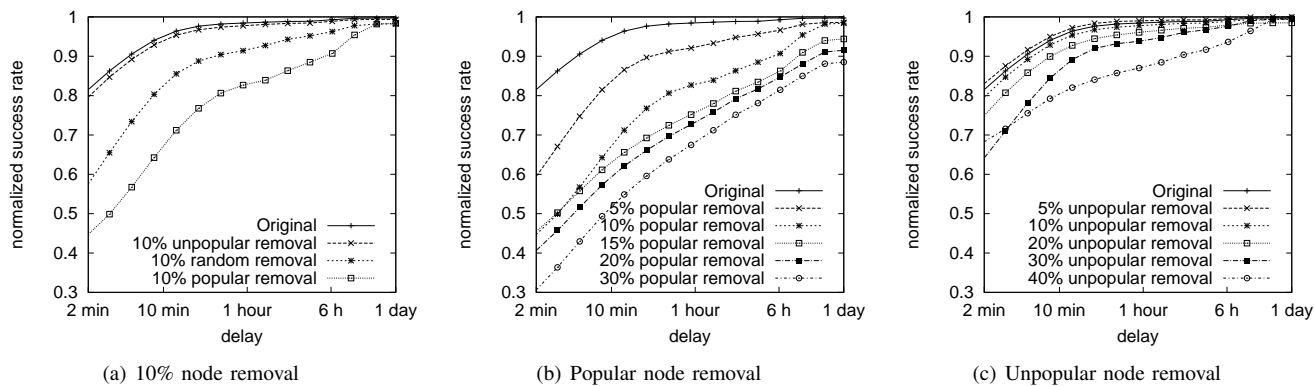 1
0.9
0.8
0.7
0.6
0.5
0.4
0.3
normalized success rate
2 min
10 min
1 hour
6 h
1 day
delay
Original
10% unpopular removal
10% random removal
10% popular removal
(a) 10% node removal
1
0.9
0.8
0.7
0.6
0.5
0.4
0.3
normalized success rate
2 min
10 min
1 hour
6 h
1 day
delay
Original
5% popular removal
10% popular removal
15% popular removal
20% popular removal
30% popular removal
(b) Popular node removal
1
0.9
0.8
0.7
0.6
0.5
0.4
0.3
normalized success rate
2 min
10 min
1 hour
6 h
1 day
delay
Original
5% unpopular removal
10% unpopular removal
20% unpopular removal
30% unpopular removal
40% unpopular removal
(c) Unpopular node removal